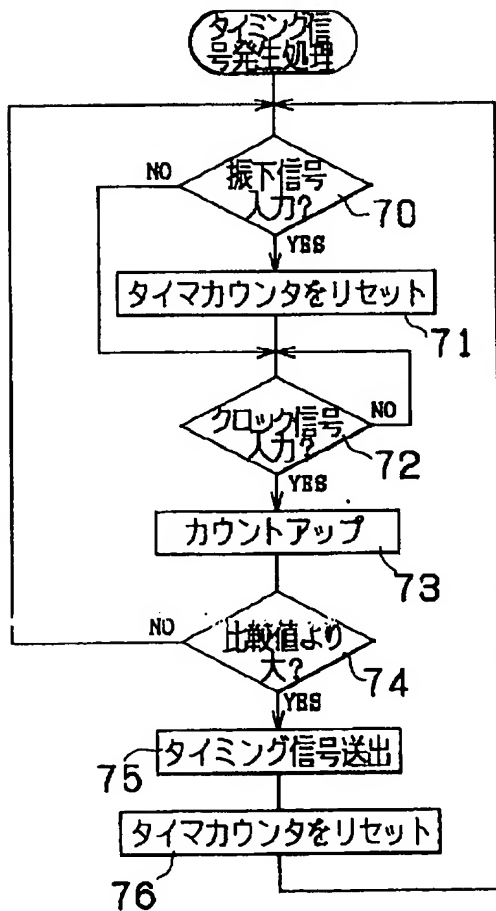 タイミング信
号発生処理
振下信号
入力?
NO
70
YES
タイマカウンタをリセット
71
クロック信号
入力?
NO
72
YES
カウントアップ
73
NO
比較値より
大?
74
YES
タイミング信号送出
75
タイマカウンタをリセット
76